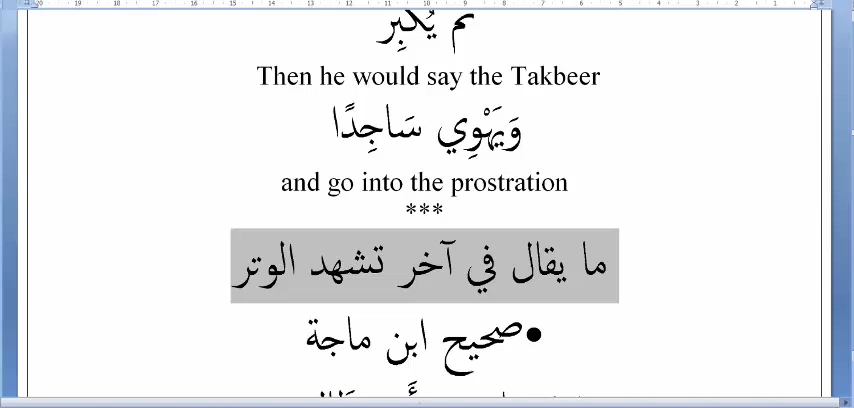 ثم يُكَبِّر
Then he would say the Takbeer
وَيَهْوِي سَاجِدًا
and go into the prostration
***
ما يقال في آخر تشهد الوتر
•صحيح ابن ماجة